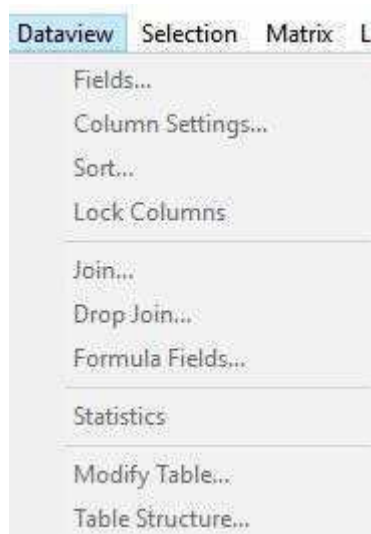 Dataview Selection Matrix L
Fields...
Column Settings...
Sort...
Lock Columns
Join...
Drop Join...
Formula Fields...
Statistics
Modify Table...
Table Structure...